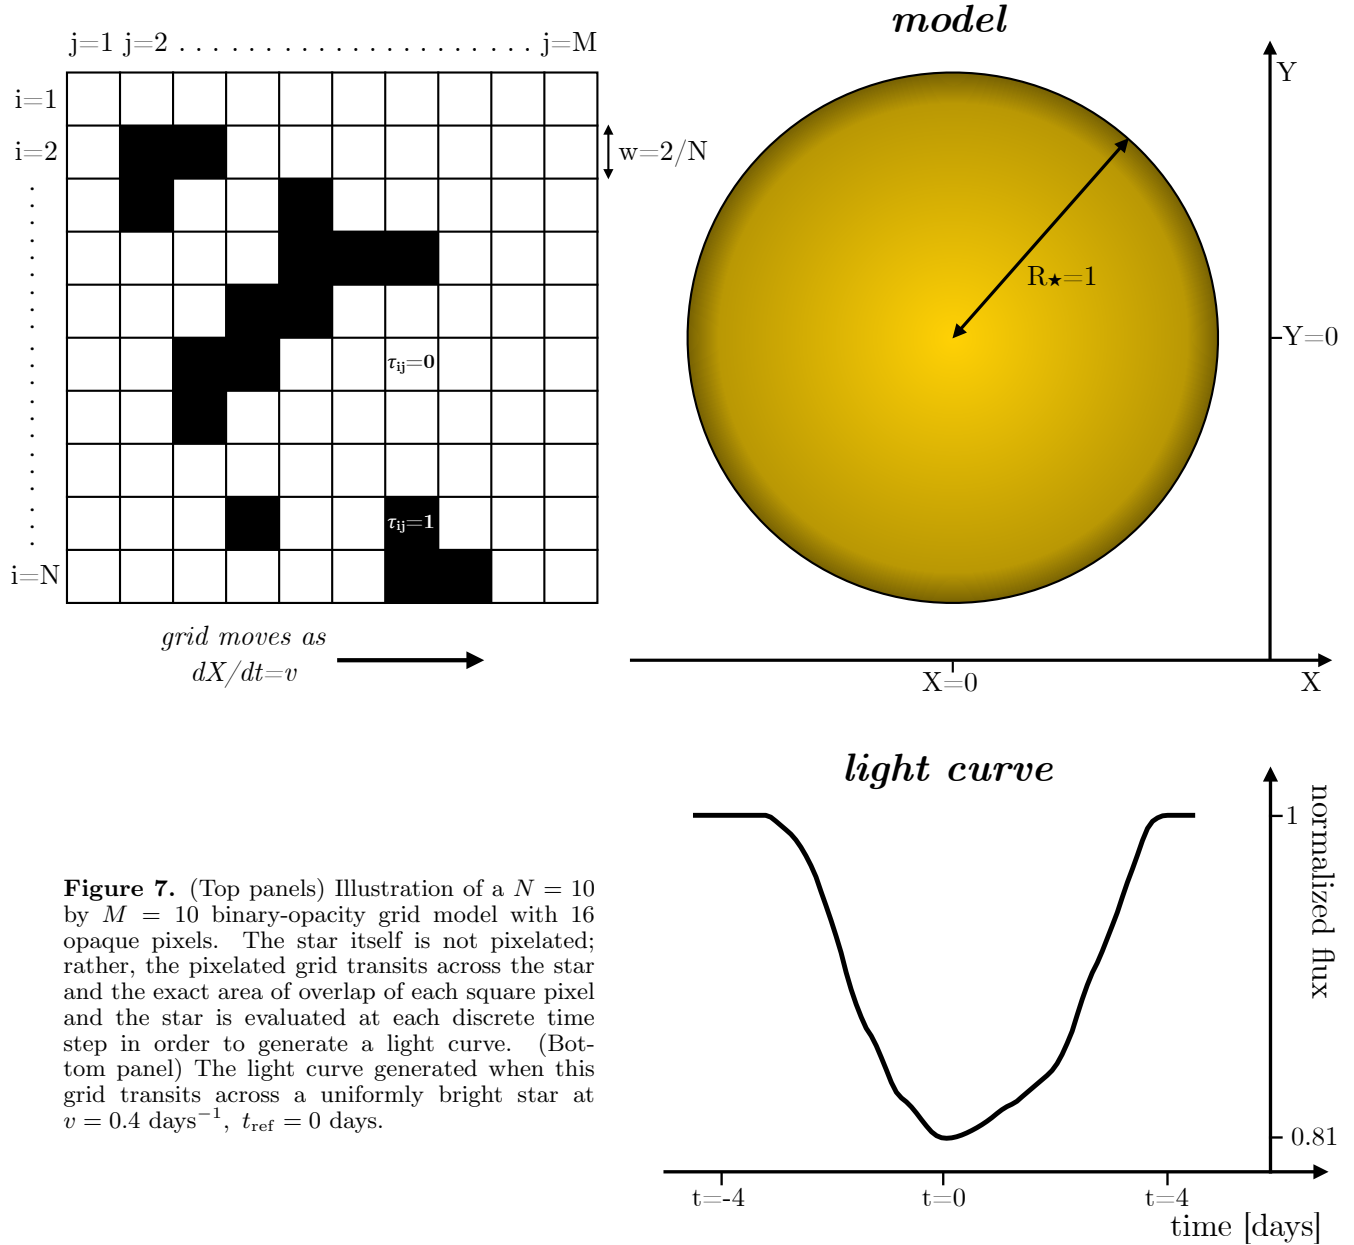 model
j=1 j=2 . . . . . . . . . . . . . . . . . . . . . j=M
Y
i=1
i=2
w=2/N
R★=1
Y=0
τij=0
τij=1
i=N
grid moves as
dX/dt=v
X=0
X
light curve
normalized flux
1
0.81
t=-4
t=0
t=4
time [days]
Figure 7. (Top panels) Illustration of a N = 10
by M = 10 binary-opacity grid model with 16
opaque pixels. The star itself is not pixelated;
rather, the pixelated grid transits across the star
and the exact area of overlap of each square pixel
and the star is evaluated at each discrete time
step in order to generate a light curve. (Bot-
tom panel) The light curve generated when this
grid transits across a uniformly bright star at
v = 0.4 days⁻¹, tref = 0 days.